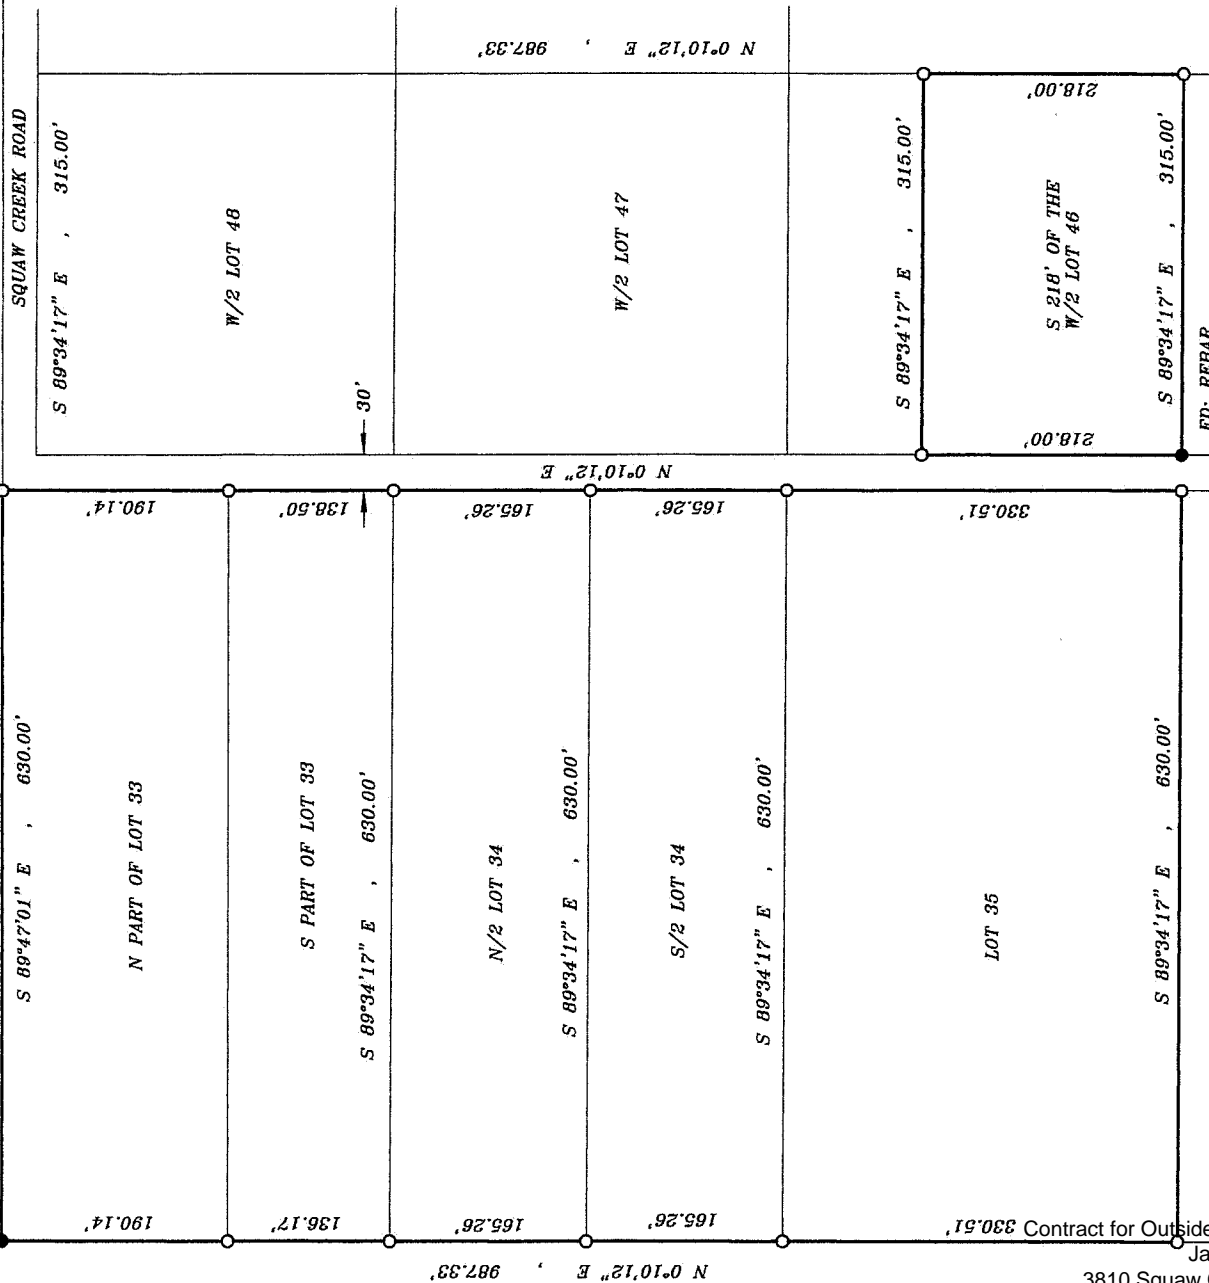 SQUAW CREEK ROAD
N 0°10'12" E , 987.33'
S 89°34'17" E , 315.00'
W/2 LOT 48
30'
W/2 LOT 47
S 89°34'17" E , 315.00'
218.00'
S 218' OF THE
W/2 LOT 46
218.00'
S 89°34'17" E , 315.00'
N 0°10'12" E
190.14'
138.50'
165.26'
165.26'
330.51'
S 89°47'01" E , 630.00'
N PART OF LOT 33
S PART OF LOT 33
S 89°34'17" E , 630.00'
N/2 LOT 34
S 89°34'17" E , 630.00'
S/2 LOT 34
S 89°34'17" E , 630.00'
LOT 35
S 89°34'17" E , 630.00'
190.14'
136.17'
165.26'
165.26'
330.51'
N 0°10'12" E , 987.33'
Contract for Outside
3810 Squaw